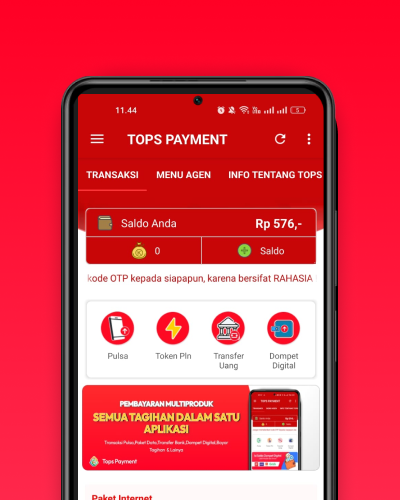 11.44
TOPS PAYMENT
TRANSAKSI
MENU AGEN
INFO TENTANG TOPS
Saldo Anda
Rp 576,-
0
Saldo
kode OTP kepada siapapun, karena bersifat RAHASIA
Pulsa
Token Pln
Transfer Uang
Dompet Digital
PEMBAYARAN MULTIPRODUK
SEMUA TAGIHAN DALAM SATU
APLIKASI
Transaksi Pulsa,Paket Data,Transfer Bank,Dompet Digital,Bayar
Tagihan & Lainya
Tops Payment
TOPS PAYMENT
Paket Internet